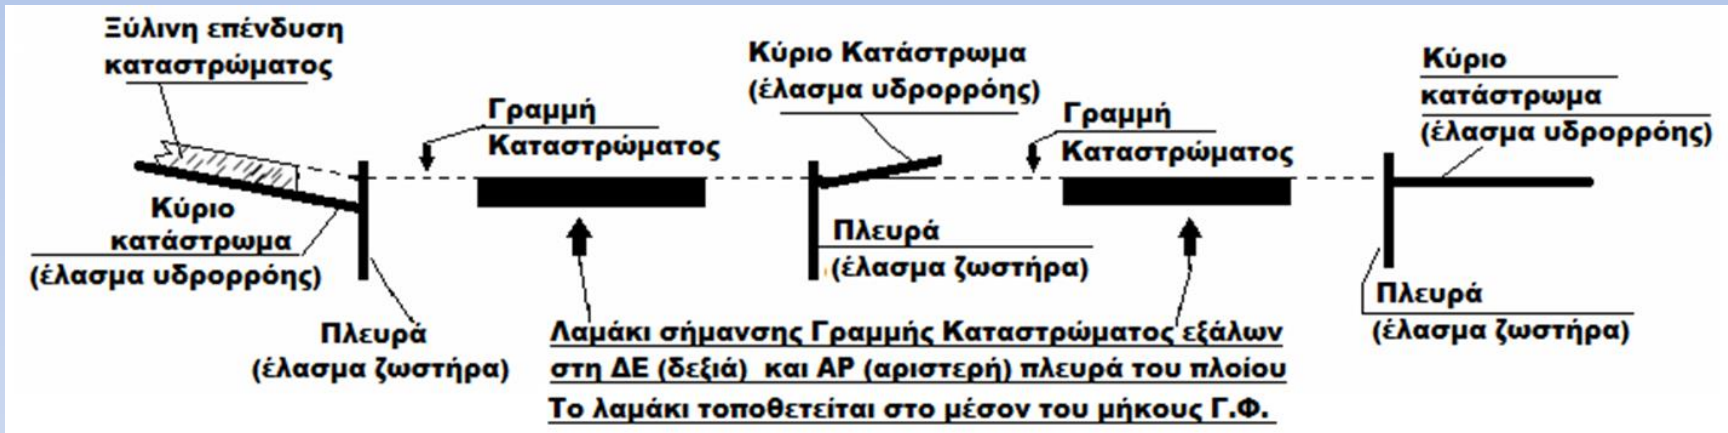 Ξύλινη επένδυση
καταστρώματος
Κύριο
κατάστρωμα
(έλασμα υδρορρόης)
Πλευρά
(έλασμα ζωστήρα)
Γραμμή
Καταστρώματος
Κύριο Κατάστρωμα
(έλασμα υδρορρόης)
Πλευρά
(έλασμα ζωστήρα)
Γραμμή
Καταστρώματος
Κύριο
κατάστρωμα
(έλασμα υδρορρόης)
Πλευρά
(έλασμα ζωστήρα)
Λαμάκι σήμανσης Γραμμής Καταστρώματος εξάλων
στη ΔΕ (δεξιά) και ΑΡ (αριστερή) πλευρά του πλοίου
Το λαμάκι τοποθετείται στο μέσον του μήκους Γ.Φ.